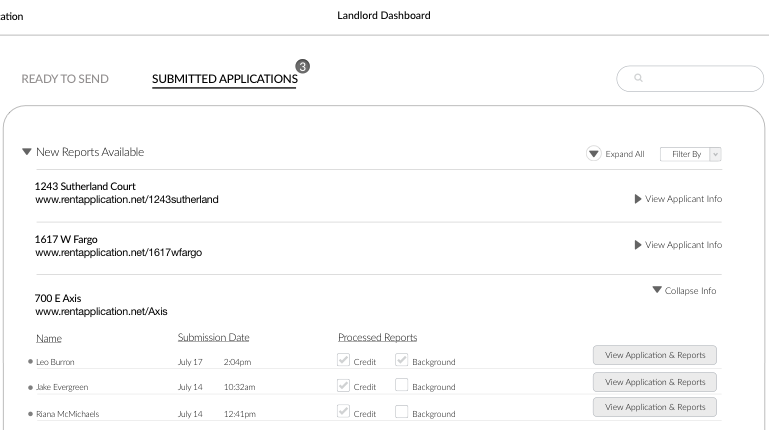 Landlord Dashboard
READY TO SEND SUBMITTED APPLICATIONS 3
New Reports Available Expand All Filter By
1243 Sutherland Court
www.rentapplication.net/1243sutherland View Applicant Info
1617 W Fargo
www.rentapplication.net/1617wfargo View Applicant Info
Collapse Info
700 E Axis
www.rentapplication.net/Axis
Name Submission Date Processed Reports
Leo Burron July 17 2:04pm Credit Background View Application & Reports
Jake Evergreen July 14 10:32am Credit Background View Application & Reports
Riana McMichaels July 14 12:41pm Credit Background View Application & Reports